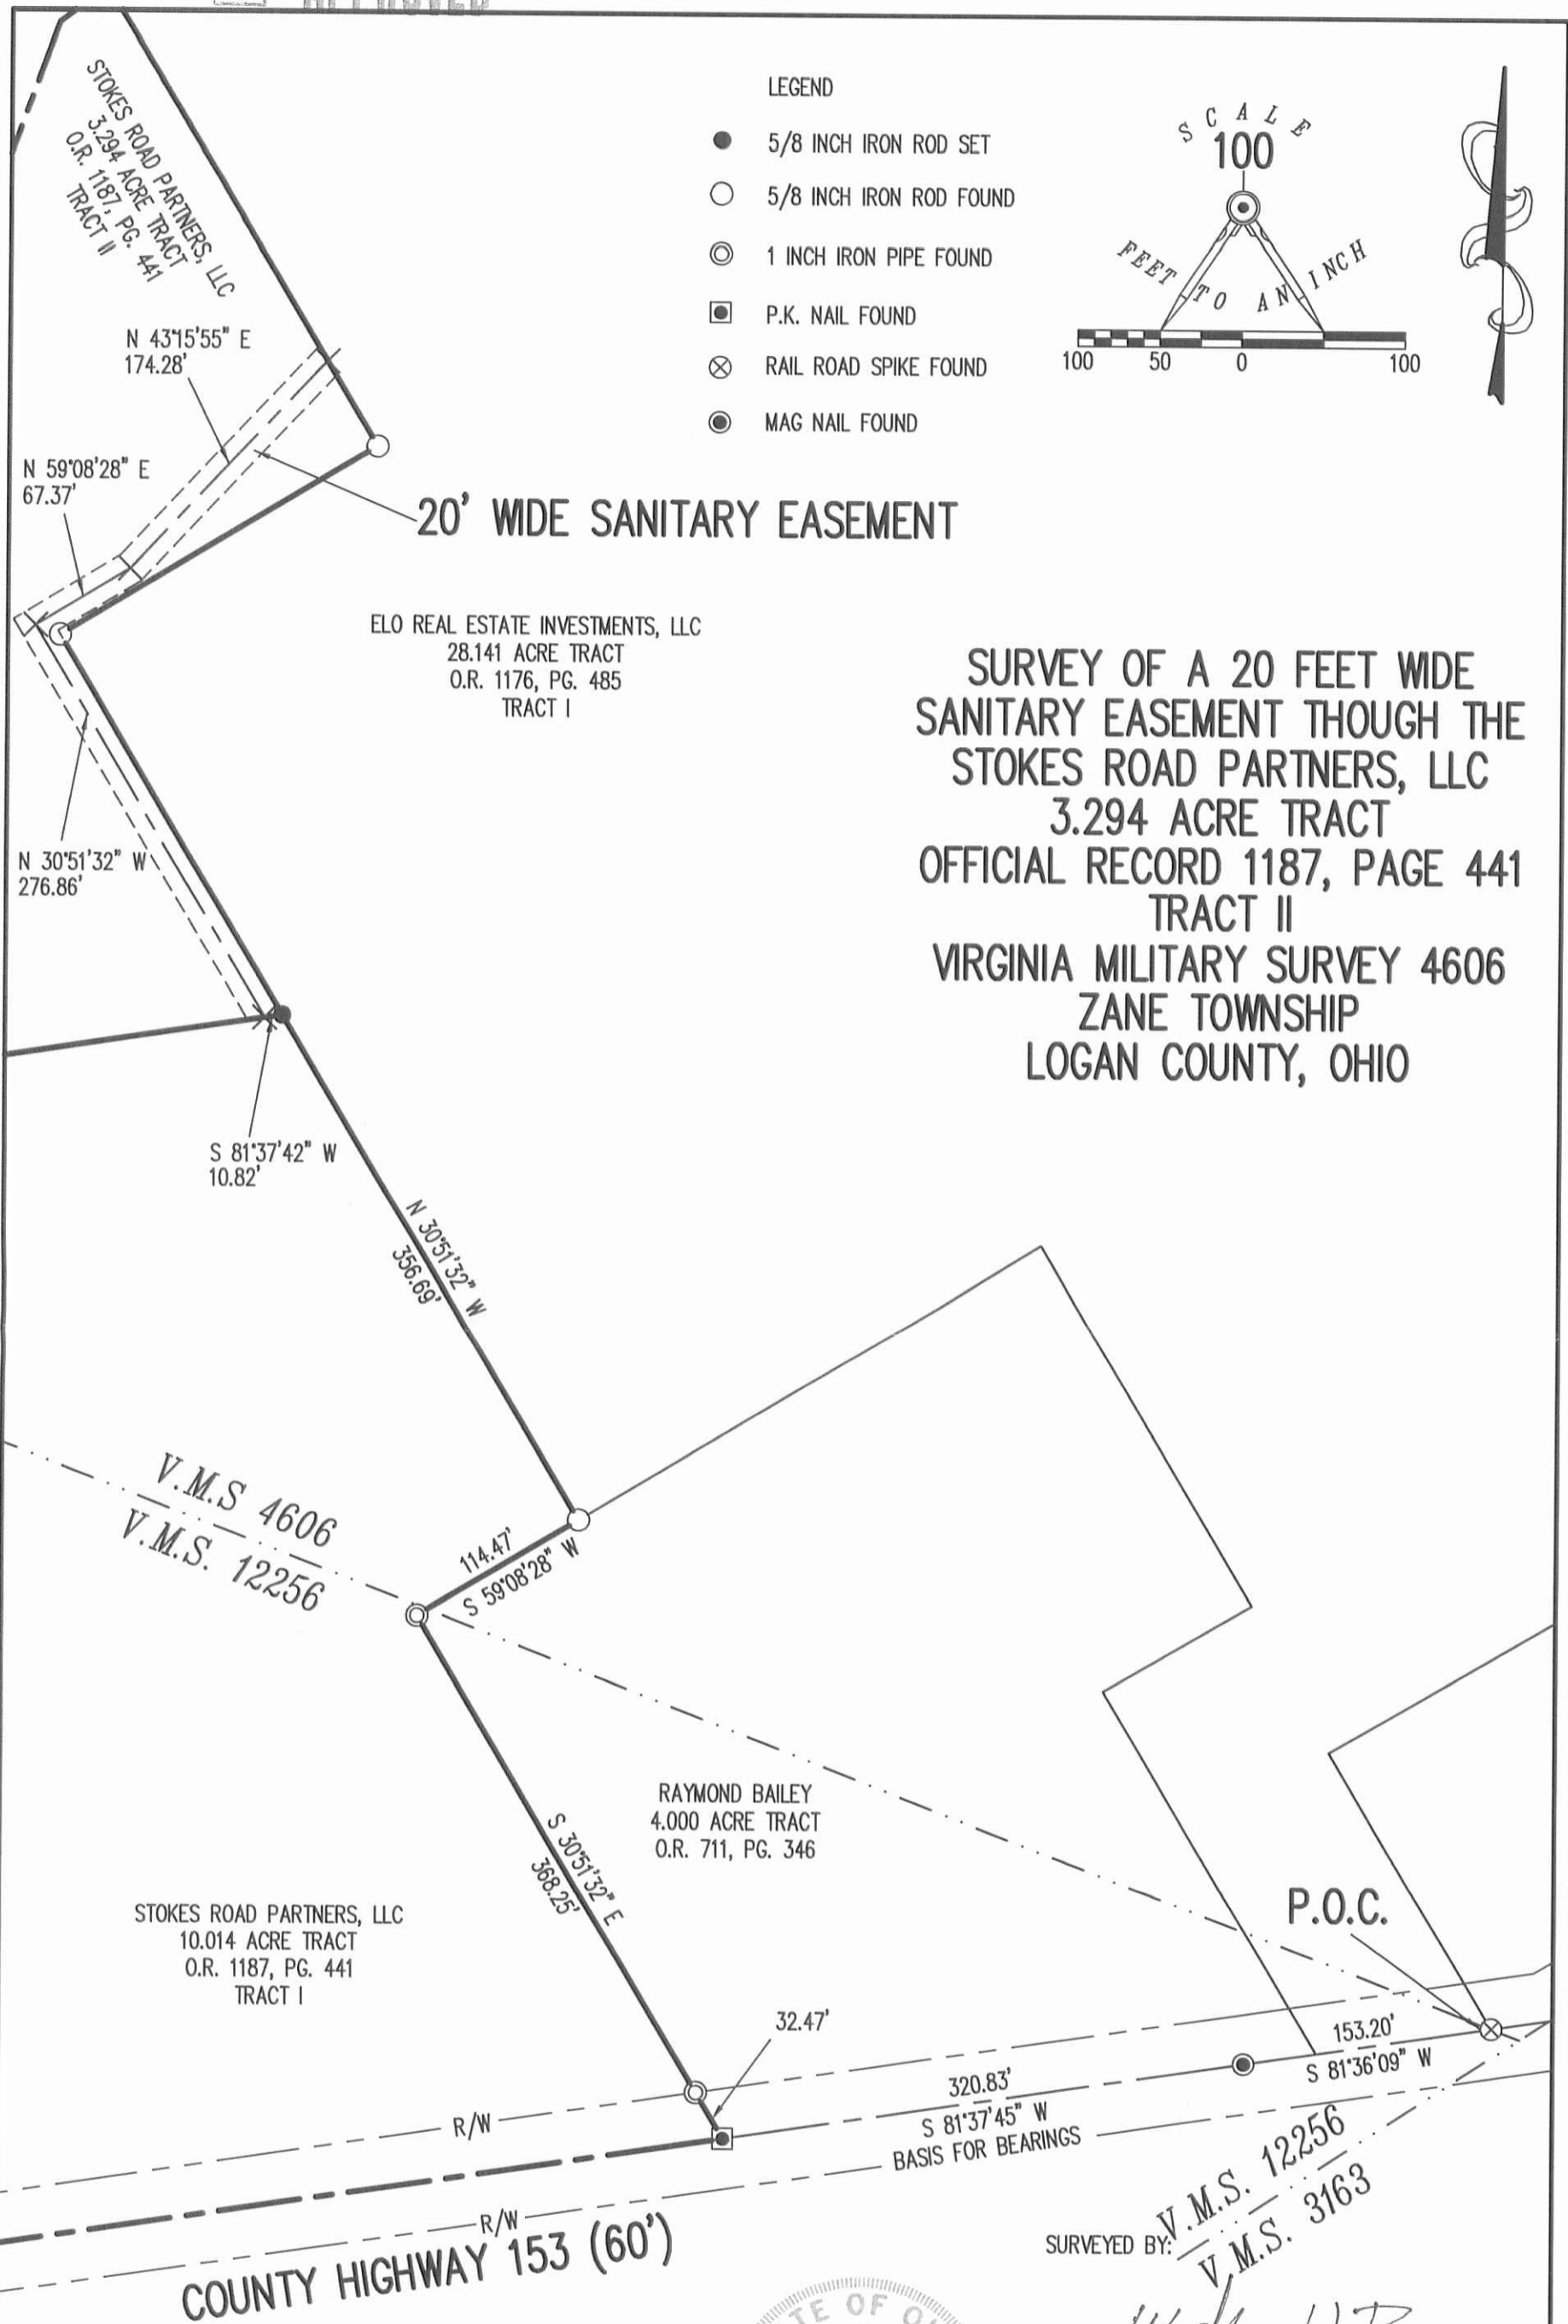 APPROVED
STOKES ROAD PARTNERS, LLC
3.294 ACRE TRACT
O.R. 1187, PG. 441
TRACT II
LEGEND
5/8 INCH IRON ROD SET
5/8 INCH IRON ROD FOUND
1 INCH IRON PIPE FOUND
P.K. NAIL FOUND
RAIL ROAD SPIKE FOUND
MAG NAIL FOUND
SCALE
100
FEET TO AN INCH
100 50 0 100
N 43°15'55" E
174.28'
N 59°08'28" E
67.37'
20' WIDE SANITARY EASEMENT
ELO REAL ESTATE INVESTMENTS, LLC
28.141 ACRE TRACT
O.R. 1176, PG. 485
TRACT I
SURVEY OF A 20 FEET WIDE
SANITARY EASEMENT THOUGH THE
STOKES ROAD PARTNERS, LLC
3.294 ACRE TRACT
OFFICIAL RECORD 1187, PAGE 441
TRACT II
VIRGINIA MILITARY SURVEY 4606
ZANE TOWNSHIP
LOGAN COUNTY, OHIO
N 30°51'32" W
276.86'
S 81°37'42" W
10.82'
N 30°51'32" W
356.69'
V.M.S 4606
V.M.S. 12256
114.47'
S 59°08'28" W
RAYMOND BAILEY
4.000 ACRE TRACT
O.R. 711, PG. 346
S 30°51'32" E
368.25'
STOKES ROAD PARTNERS, LLC
10.014 ACRE TRACT
O.R. 1187, PG. 441
TRACT I
P.O.C.
32.47'
153.20'
S 81°36'09" W
320.83'
S 81°37'45" W
BASIS FOR BEARINGS
R/W
R/W
COUNTY HIGHWAY 153 (60')
V.M.S. 12256
V.M.S. 3163
SURVEYED BY:
TE OF O